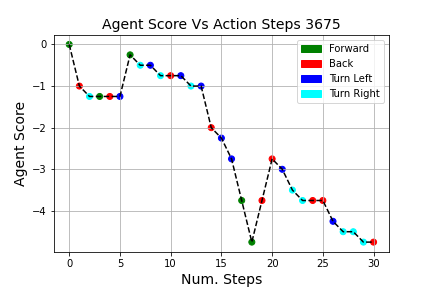 Agent Score Vs Action Steps 3675
Forward
Back
Turn Left
Turn Right
Agent Score
0
−1
−2
−3
−4
0 5 10 15 20 25 30
Num. Steps